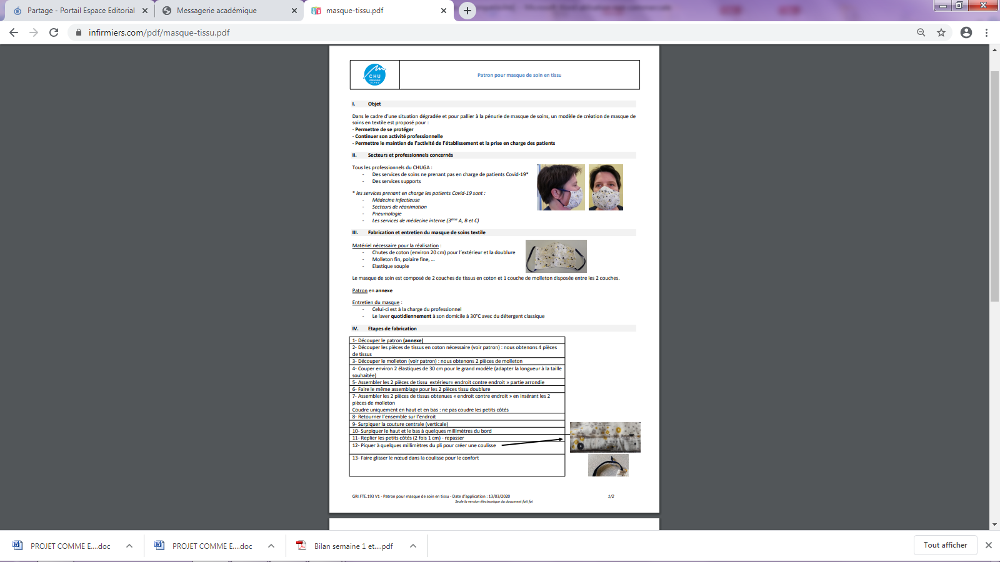 Partage - Portail Espace Editorial
Messagerie académique
masque-tissu.pdf
infirmiers.com/pdf/masque-tissu.pdf
CHU
GRENOBLE
ALPES
Patron pour masque de soin en tissu
I. Objet
Dans le cadre d'une situation dégradée et pour pallier à la pénurie de masque de soins, un modèle de création de masque de
soins en textile est proposé pour :
- Permettre de se protéger
- Continuer son activité professionnelle
- Permettre le maintien de l'activité de l'établissement et la prise en charge des patients
II. Secteurs et professionnels concernés
Tous les professionnels du CHUGA :
- Des services de soins ne prenant pas en charge de patients Covid-19*
- Des services supports
* les services prenant en charge les patients Covid-19 sont :
- Médecine infectieuse
- Secteurs de réanimation
- Pneumologie
- Les services de médecine interne (3ème A, B et C)
III. Fabrication et entretien du masque de soins textile
Matériel nécessaire pour la réalisation :
- Chutes de coton (environ 20 cm) pour l'extérieur et la doublure
- Molleton fin, polaire fine, ...
- Elastique souple
Le masque de soin est composé de 2 couches de tissus en coton et 1 couche de molleton disposée entre les 2 couches.
Patron en annexe
Entretien du masque :
- Celui-ci est à la charge du professionnel
- Le laver quotidiennement à son domicile à 30°C avec du détergent classique
IV. Etapes de fabrication
1- Découper le patron (annexe)
2- Découper les pièces de tissus en coton nécessaire (voir patron) : nous obtenons 4 pièces
de tissus
3- Découper le molleton (voir patron) : nous obtenons 2 pièces de molleton
4- Couper environ 2 élastiques de 30 cm pour le grand modèle (adapter la longueur à la taille
souhaitée)
5- Assembler les 2 pièces de tissu extérieur« endroit contre endroit » partie arrondie
6- Faire le même assemblage pour les 2 pièces tissu doublure
7- Assembler les 2 pièces de tissus obtenues « endroit contre endroit » en insérant les 2
pièces de molleton
Coudre uniquement en haut et en bas : ne pas coudre les petits côtés
8- Retourner l'ensemble sur l'endroit
9- Surpiquer la couture centrale (verticale)
10- Surpiquer le haut et le bas à quelques millimètres du bord
11- Replier les petits côtés (2 fois 1 cm) - repasser
12- Piquer à quelques millimètres du pli pour créer une coulisse
13- Faire glisser le nœud dans la coulisse pour le confort
GRI.FTE.193 V1 - Patron pour masque de soin en tissu - Date d'application : 13/03/2020 1/2
Seule la version électronique du document fait foi
PROJET COMME E....doc
PROJET COMME E....doc
Bilan semaine 1 et....pdf
Tout afficher